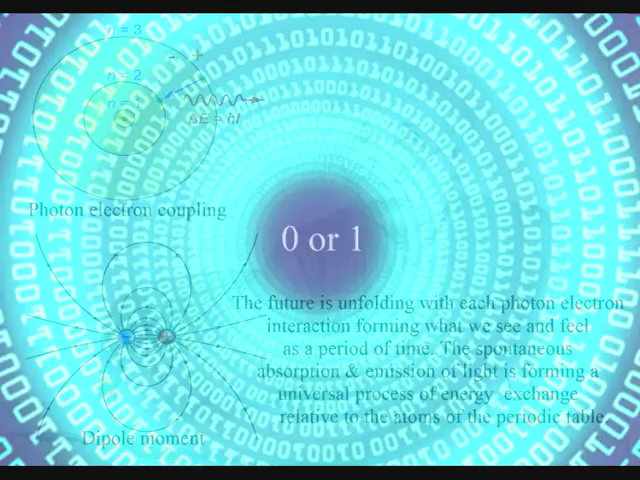 n = 3
- +
n = 2
n = 1
ΔE = hf
Photon electron coupling
0 or 1
The future is unfolding with each photon electron
interaction forming what we see and feel
as a period of time. The spontaneous
absorption & emission of light is forming a
universal process of energy exchange
relative to the atoms of the periodic table.
Dipole moment